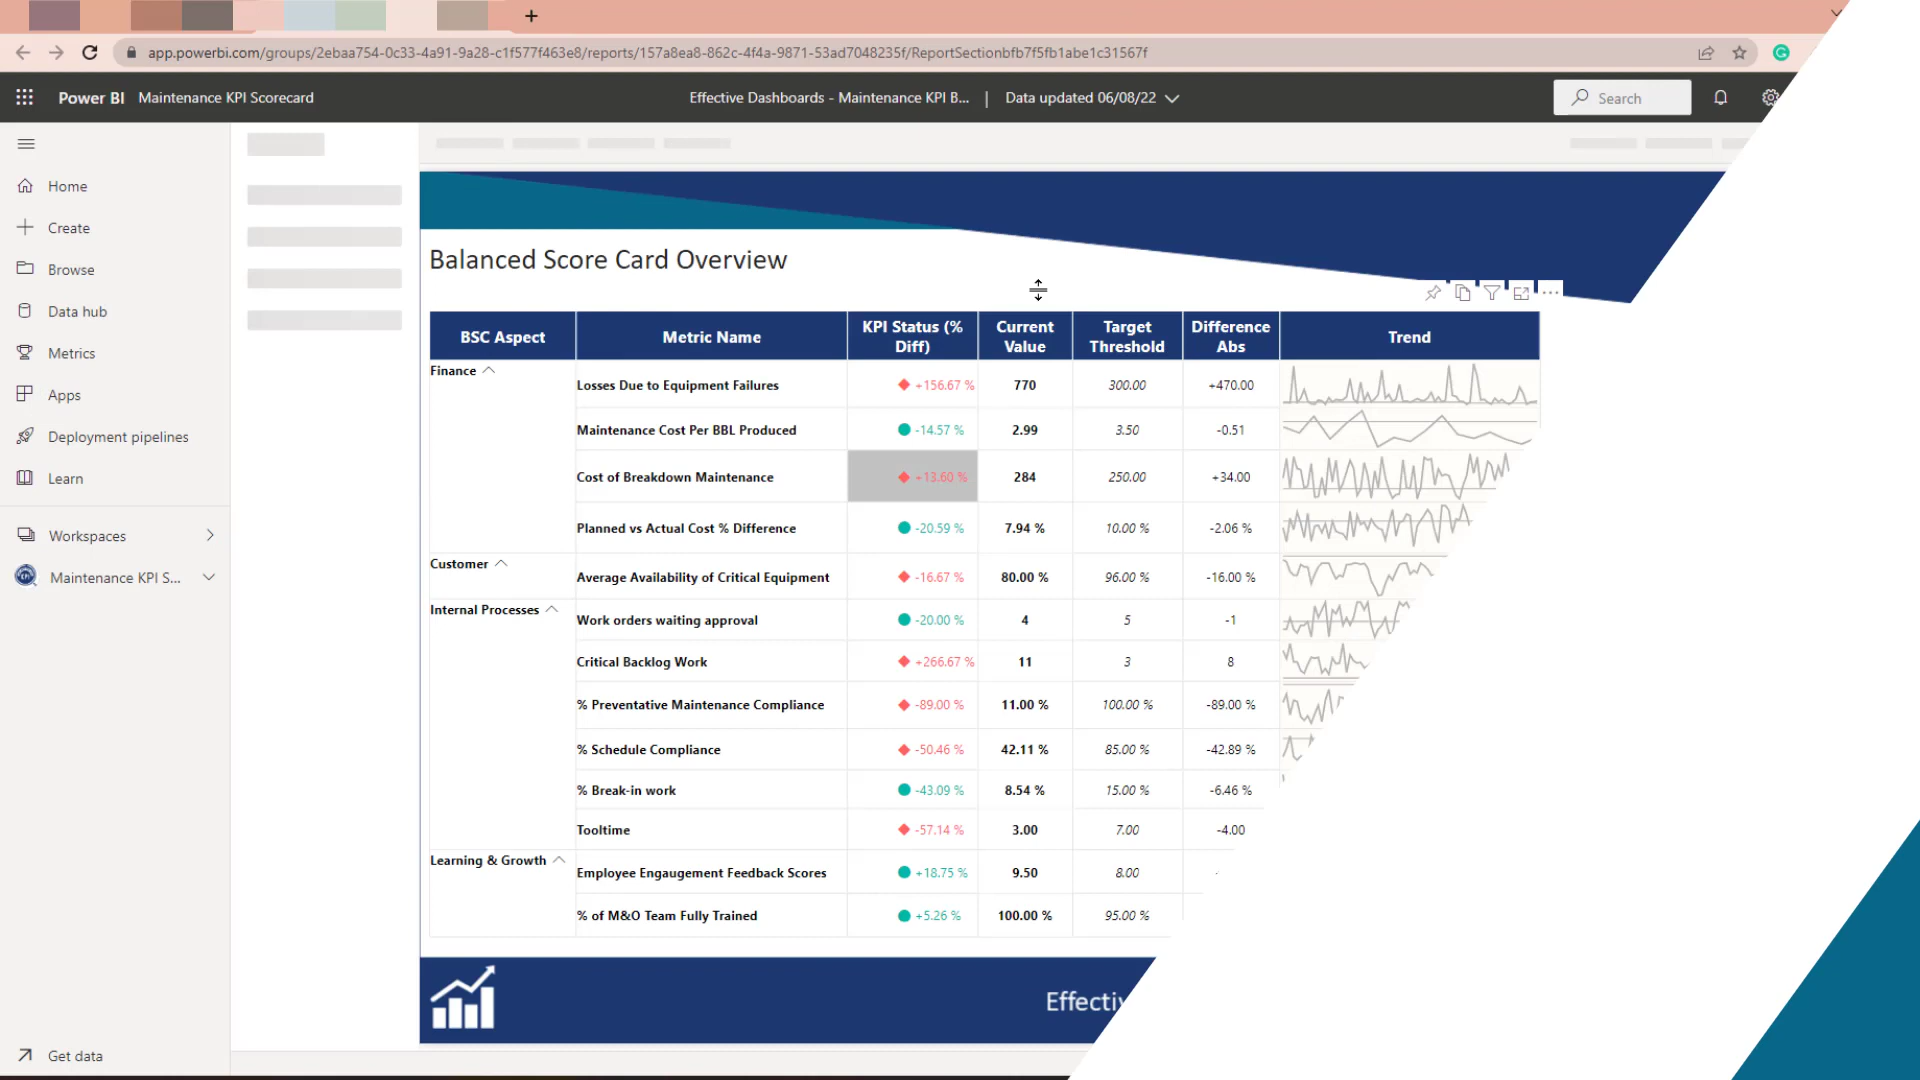 app.powerbi.com/groups/2ebaa754-0c33-4a91-9a28-c1f577f463e8/reports/157a8ea8-862c-4f4a-9871-53ad7048235f/ReportSectionbfb7f5fb1abe1c31567f
Power BI Maintenance KPI Scorecard Effective Dashboards - Maintenance KPI B... | Data updated 06/08/22 Search
Home
Create
Browse
Data hub
Metrics
Apps
Deployment pipelines
Learn
Workspaces
Maintenance KPI S...
Get data
Balanced Score Card Overview
BSC Aspect Metric Name KPI Status (% Diff) Current Value Target Threshold Difference Abs Trend
Finance
Losses Due to Equipment Failures +156.67 % 770 300.00 +470.00
Maintenance Cost Per BBL Produced -14.57 % 2.99 3.50 -0.51
Cost of Breakdown Maintenance +13.60 % 284 250.00 +34.00
Planned vs Actual Cost % Difference -20.59 % 7.94 % 10.00 % -2.06 %
Customer
Average Availability of Critical Equipment -16.67 % 80.00 % 96.00 % -16.00 %
Internal Processes
Work orders waiting approval -20.00 % 4 5 -1
Critical Backlog Work +266.67 % 11 3 8
% Preventative Maintenance Compliance -89.00 % 11.00 % 100.00 % -89.00 %
% Schedule Compliance -50.46 % 42.11 % 85.00 % -42.89 %
% Break-in work -43.09 % 8.54 % 15.00 % -6.46 %
Tooltime -57.14 % 3.00 7.00 -4.00
Learning & Growth
Employee Engaugement Feedback Scores +18.75 % 9.50 8.00
% of M&O Team Fully Trained +5.26 % 100.00 % 95.00 %